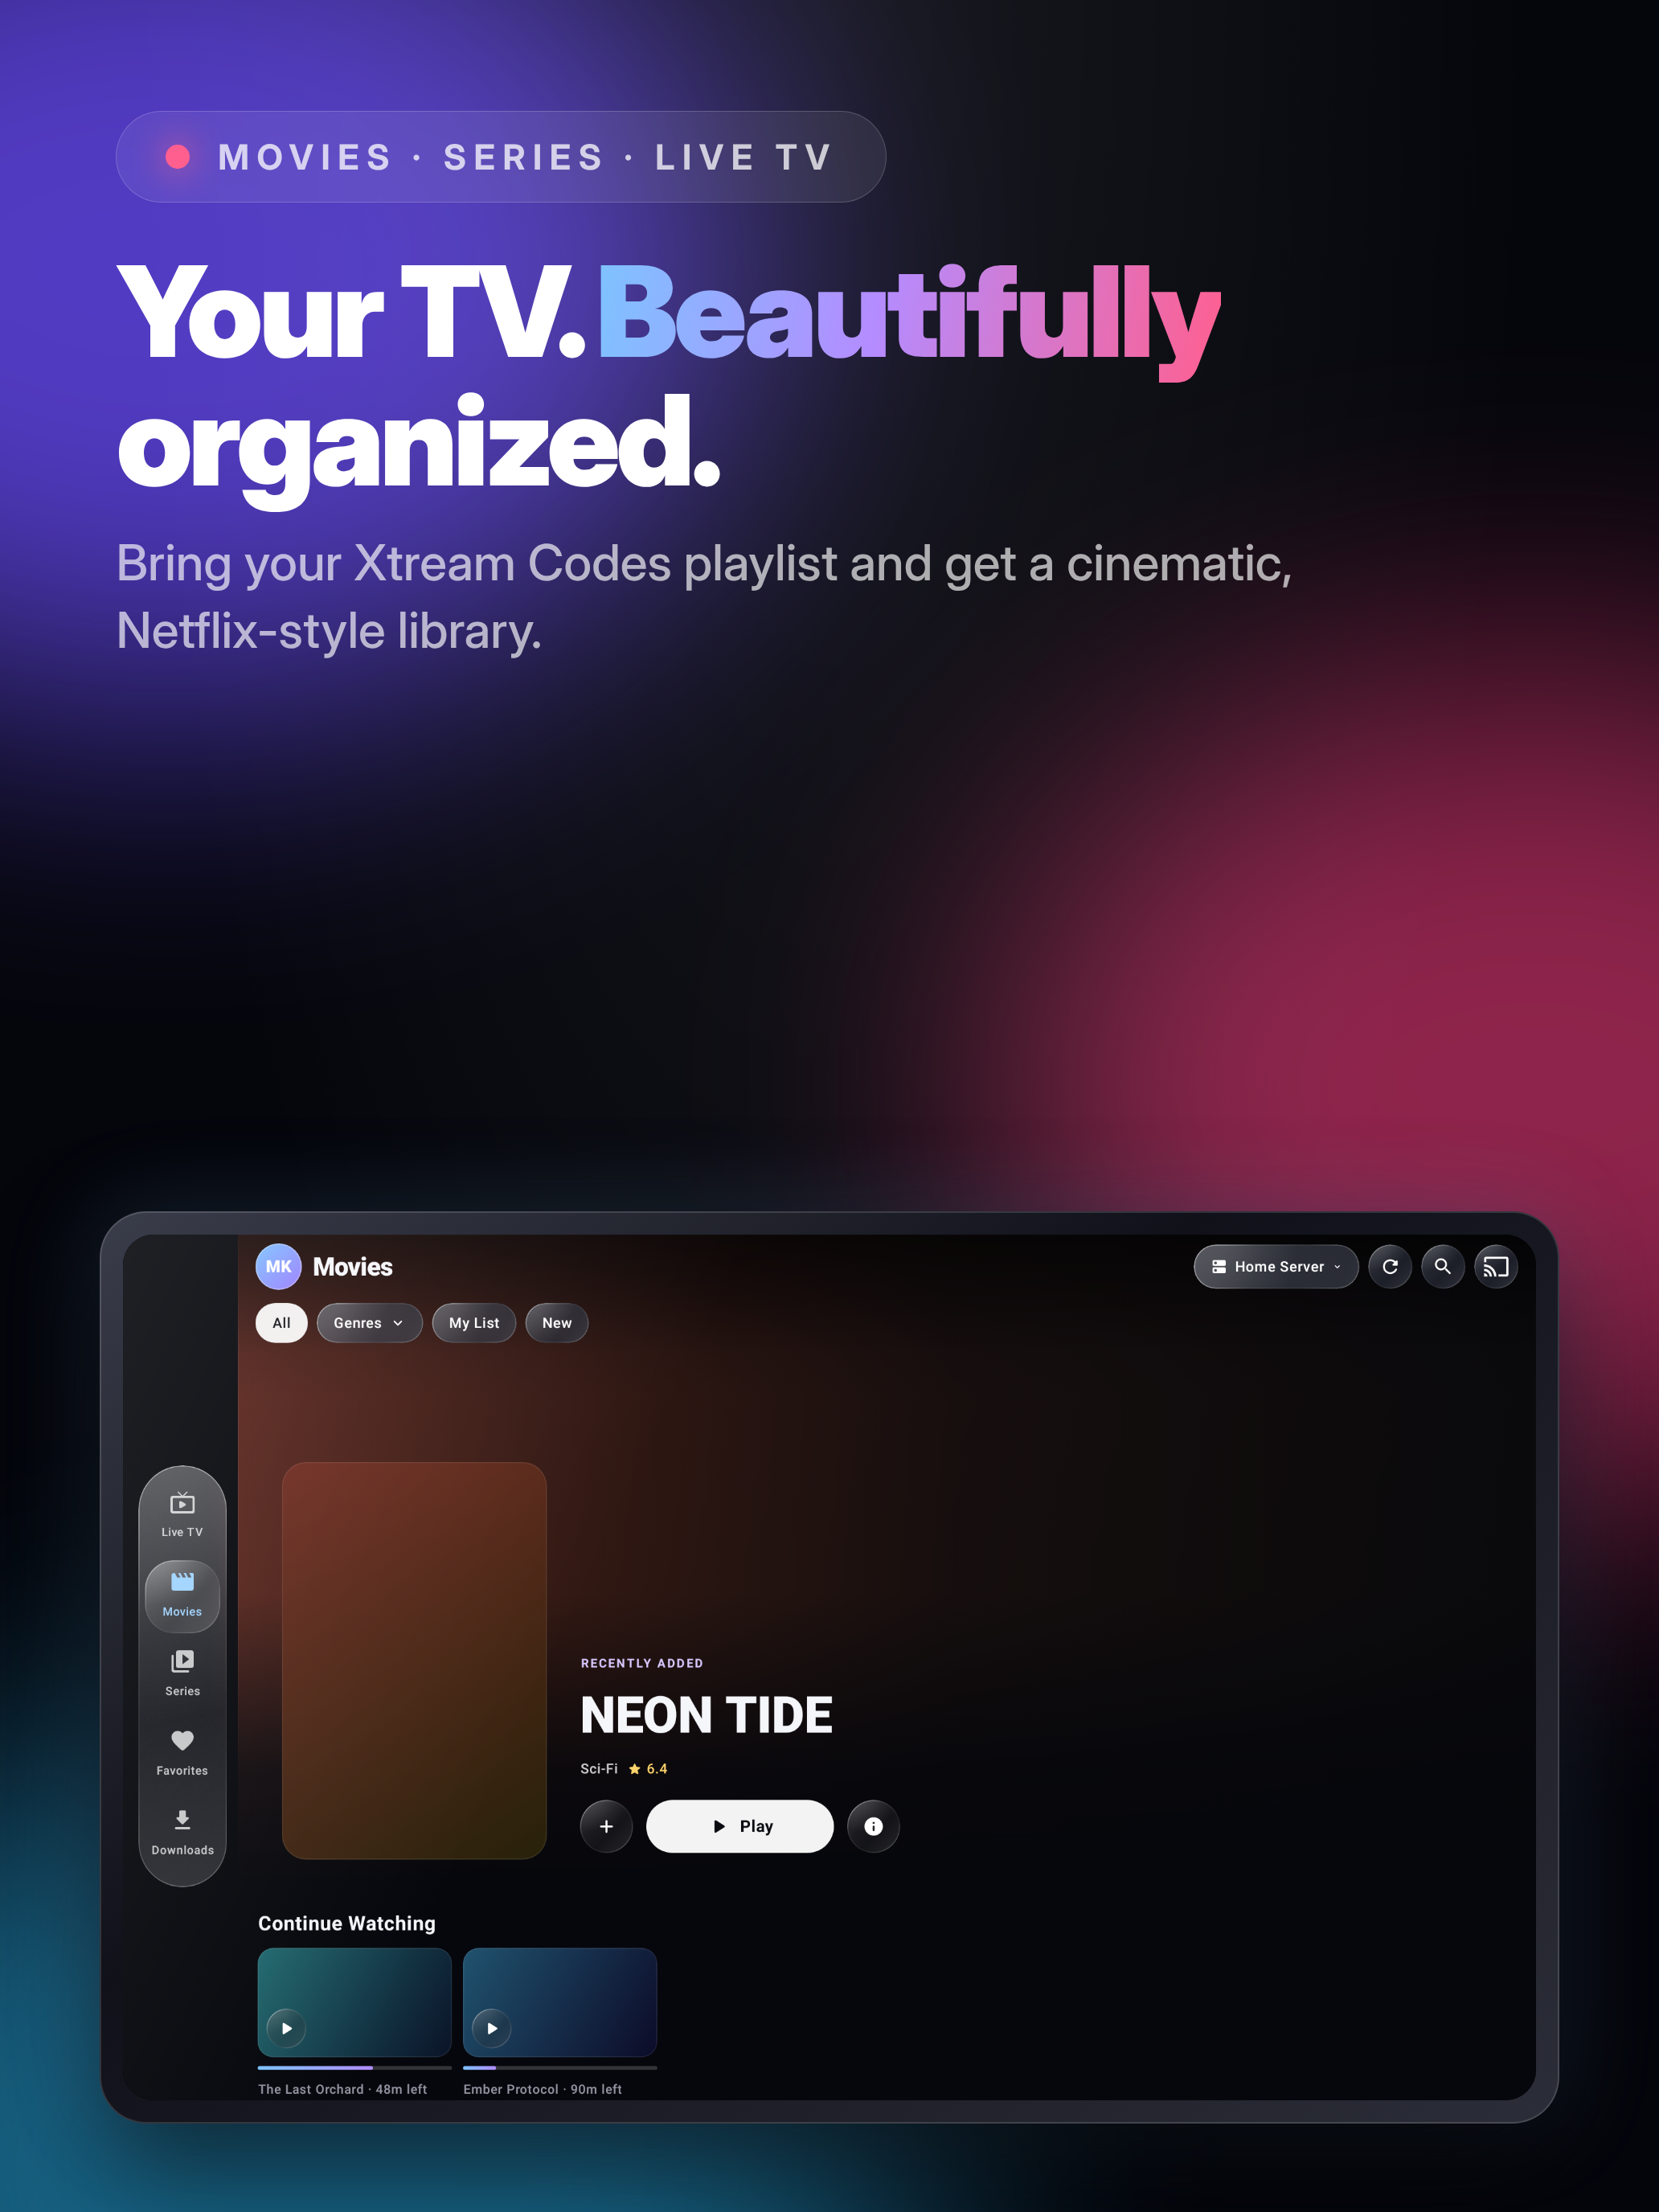 MOVIES · SERIES · LIVE TV
Your TV. Beautifully
organized.
Bring your Xtream Codes playlist and get a cinematic,
Netflix-style library.
MK Movies
Home Server
All Genres My List New
Live TV
Movies
Series
Favorites
Downloads
RECENTLY ADDED
NEON TIDE
Sci-Fi ★ 6.4
Play
Continue Watching
The Last Orchard · 48m left
Ember Protocol · 90m left